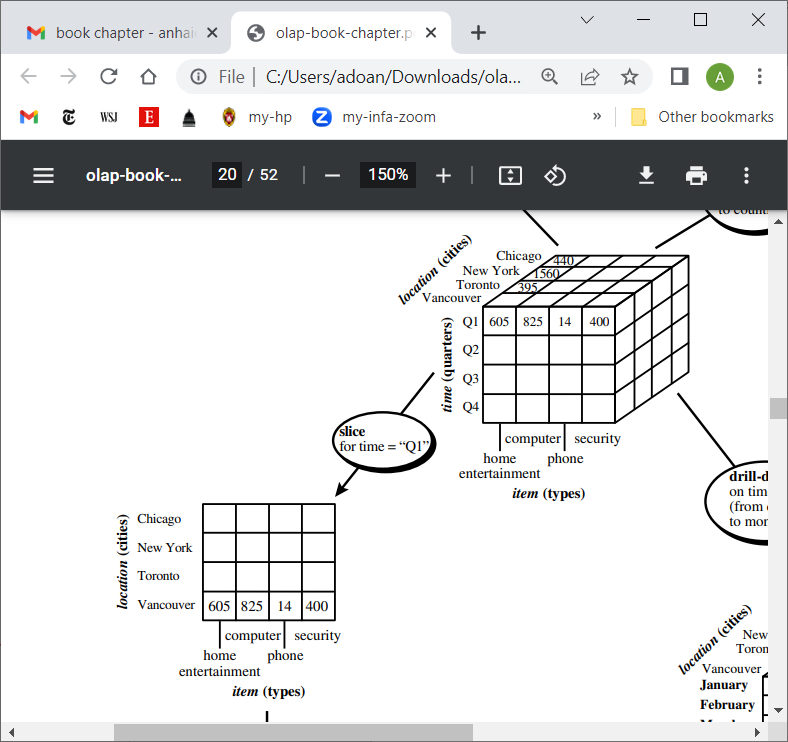 book chapter - anhai
olap-book-chapter.p
File
C:/Users/adoan/Downloads/ola...
A
WSJ
E
my-hp
Z
my-infa-zoom
»
Other bookmarks
olap-book-...
20 / 52
150%
location (cities)
Chicago
New York
Toronto
Vancouver
440
1560
395
time (quarters)
Q1 605 825 14 400
Q2
Q3
Q4
computer security
home phone
entertainment
item (types)
slice
for time = “Q1”
drill-d
on tim
(from
to mor
location (cities)
Chicago
New York
Toronto
Vancouver 605 825 14 400
computer security
home phone
entertainment
item (types)
location (cities)
New
Toron
Vancouver
January
February